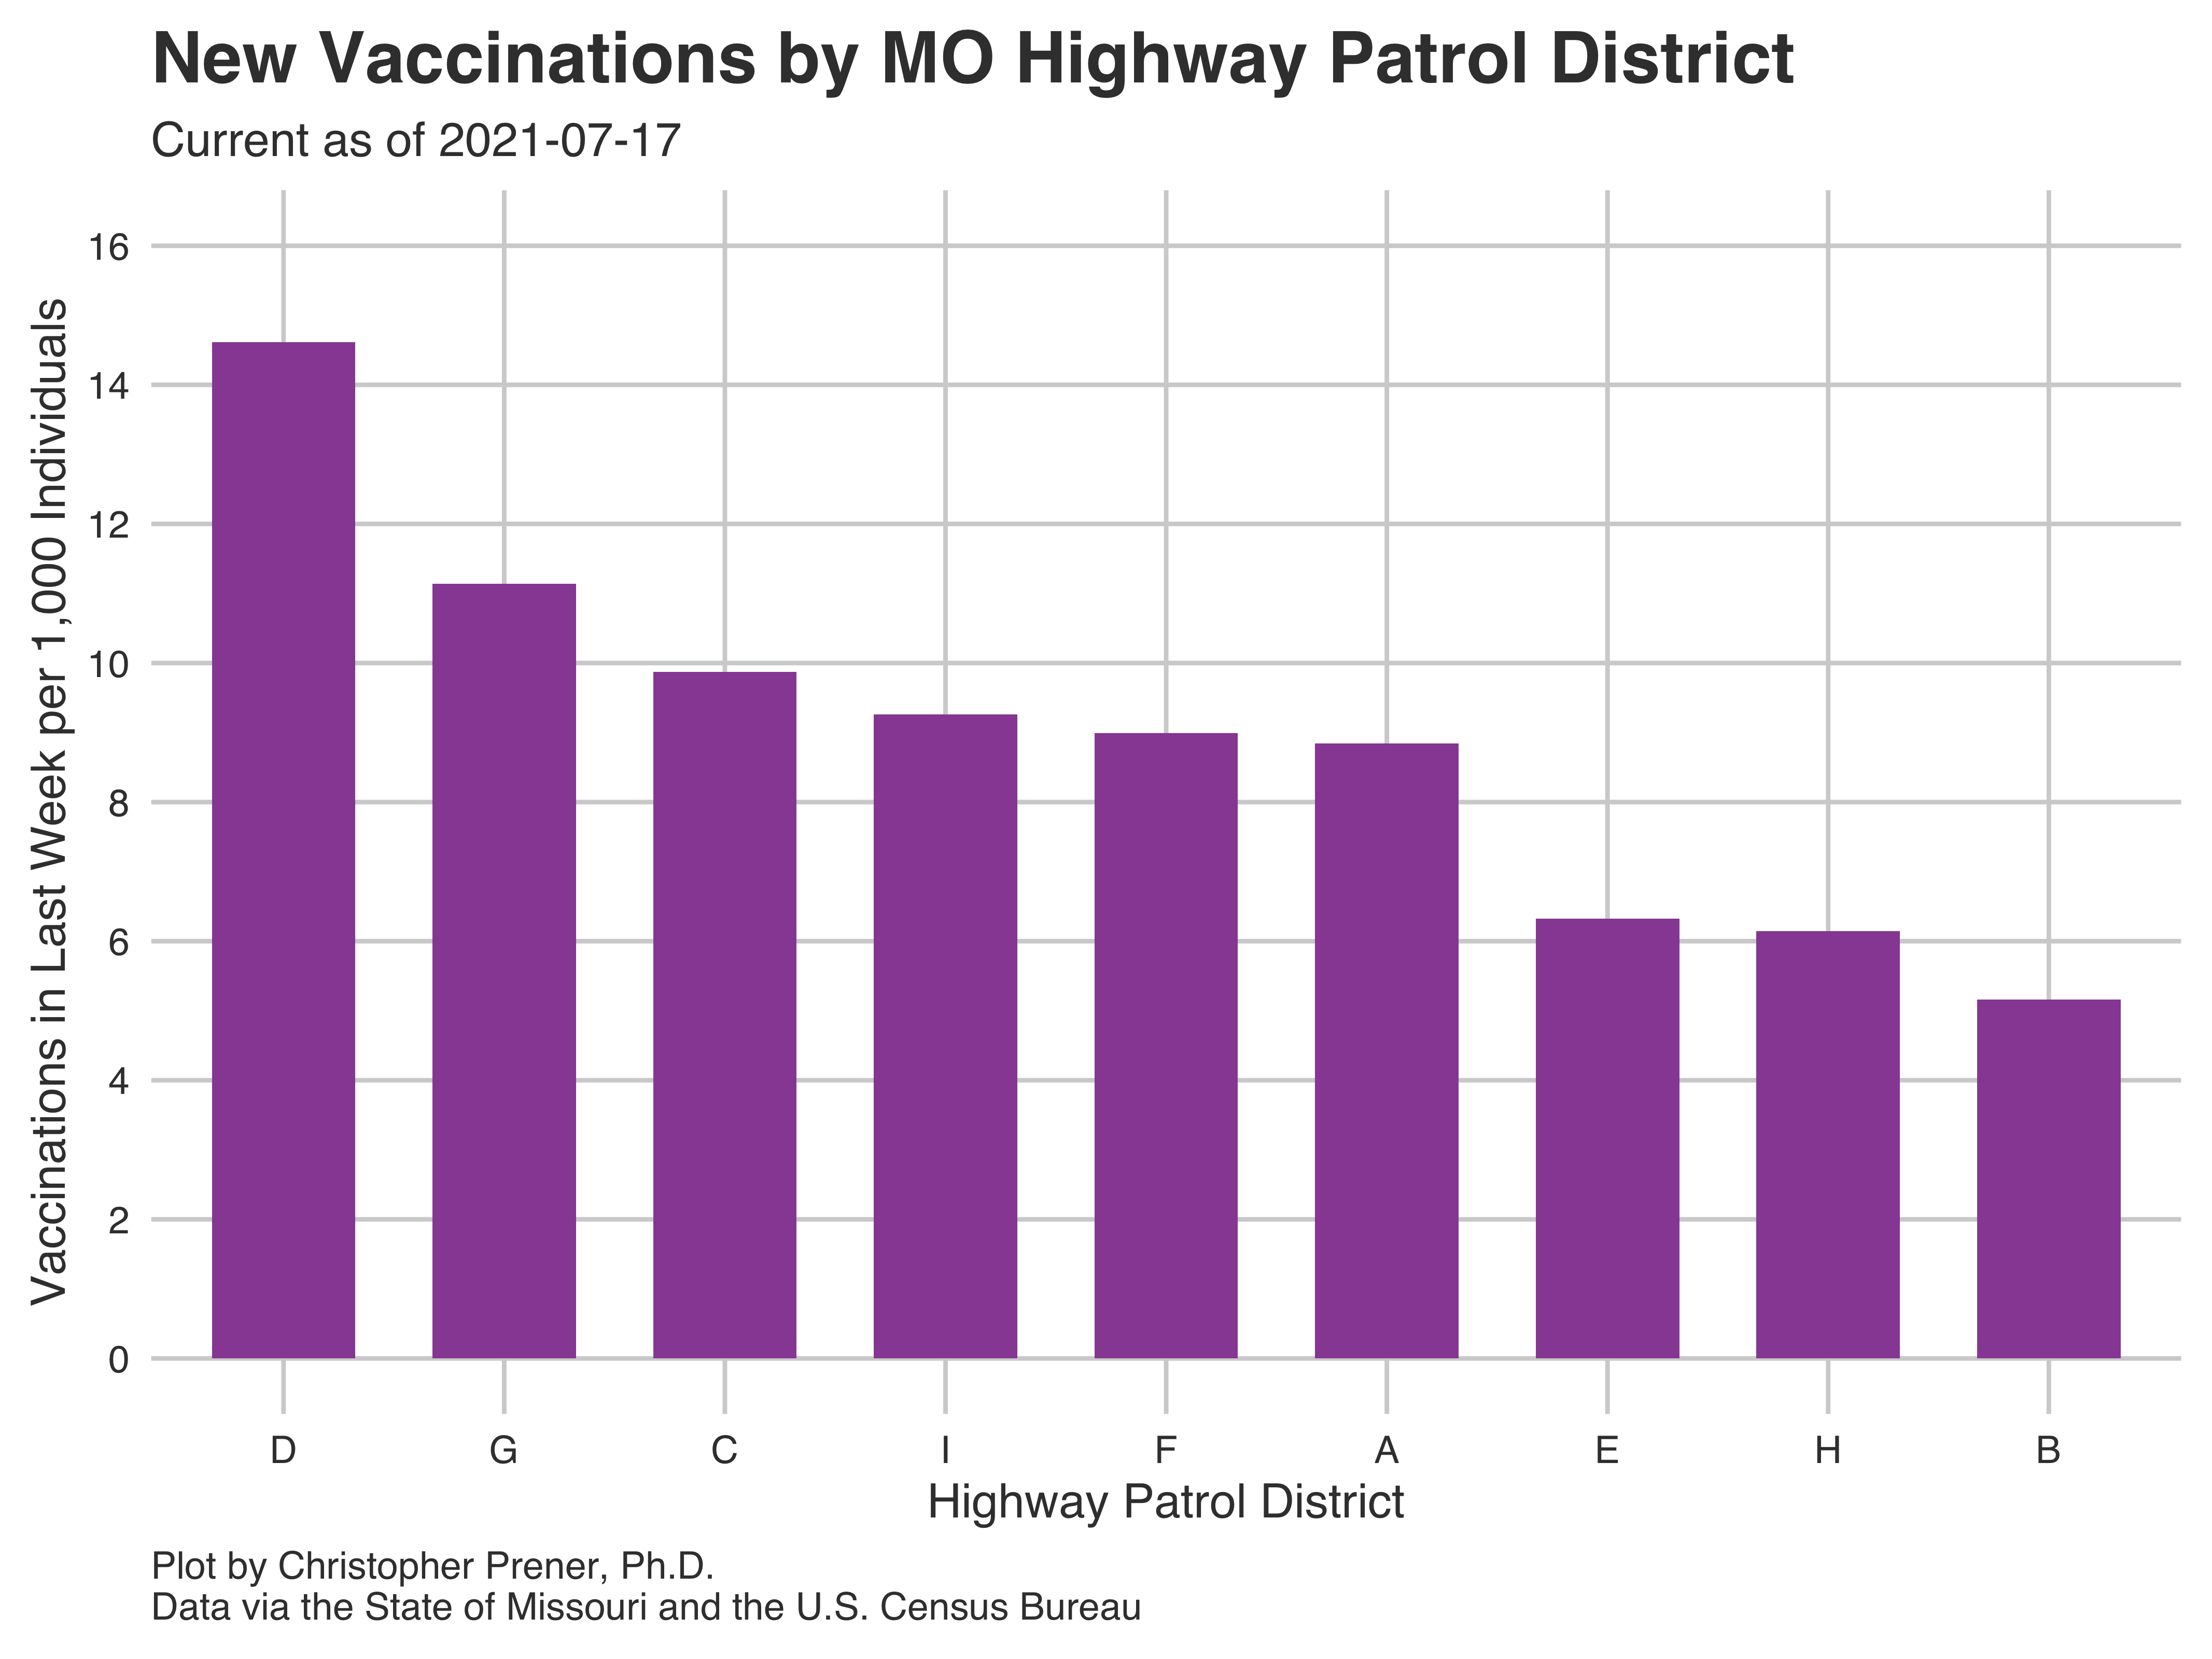 New Vaccinations by MO Highway Patrol District
Current as of 2021-07-17
Vaccinations in Last Week per 1,000 Individuals
16
14
12
10
8
6
4
2
0
D G C I F A E H B
Highway Patrol District
Plot by Christopher Prener, Ph.D.
Data via the State of Missouri and the U.S. Census Bureau